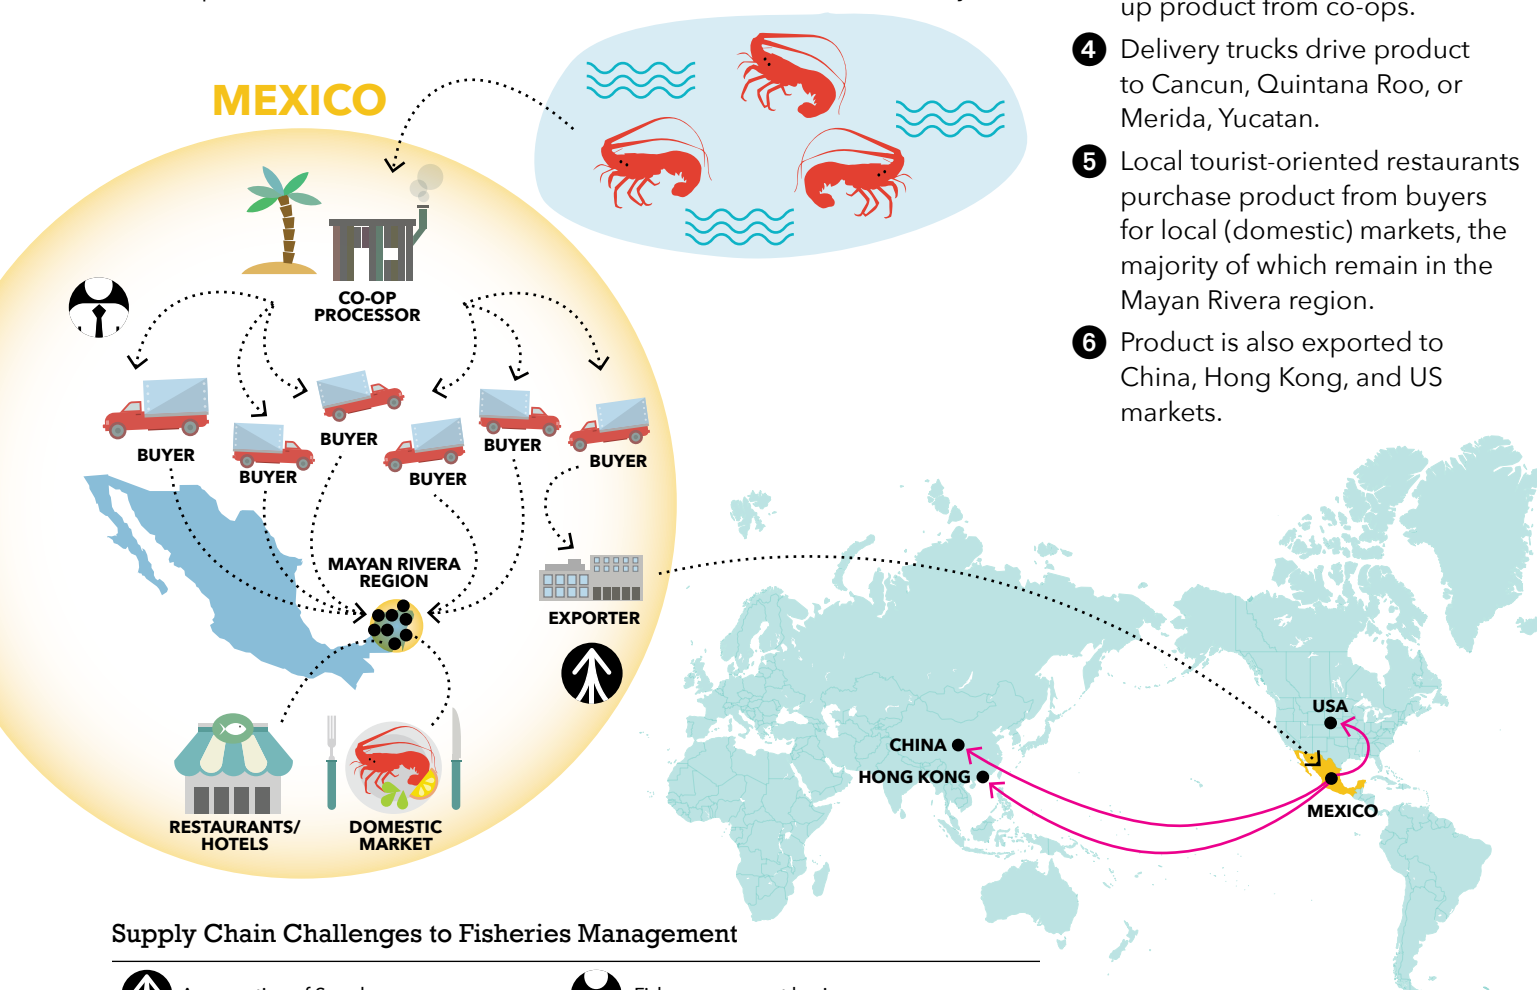 up product from co-ops.
4 Delivery trucks drive product
to Cancun, Quintana Roo, or
Merida, Yucatan.
5 Local tourist-oriented restaurants
purchase product from buyers
for local (domestic) markets, the
majority of which remain in the
Mayan Rivera region.
6 Product is also exported to
China, Hong Kong, and US
markets.
MEXICO
CO-OP
PROCESSOR
BUYER
BUYER
BUYER
BUYER
BUYER
BUYER
MAYAN RIVERA
REGION
EXPORTER
RESTAURANTS/
HOTELS
DOMESTIC
MARKET
USA
CHINA
HONG KONG
MEXICO
Supply Chain Challenges to Fisheries Management